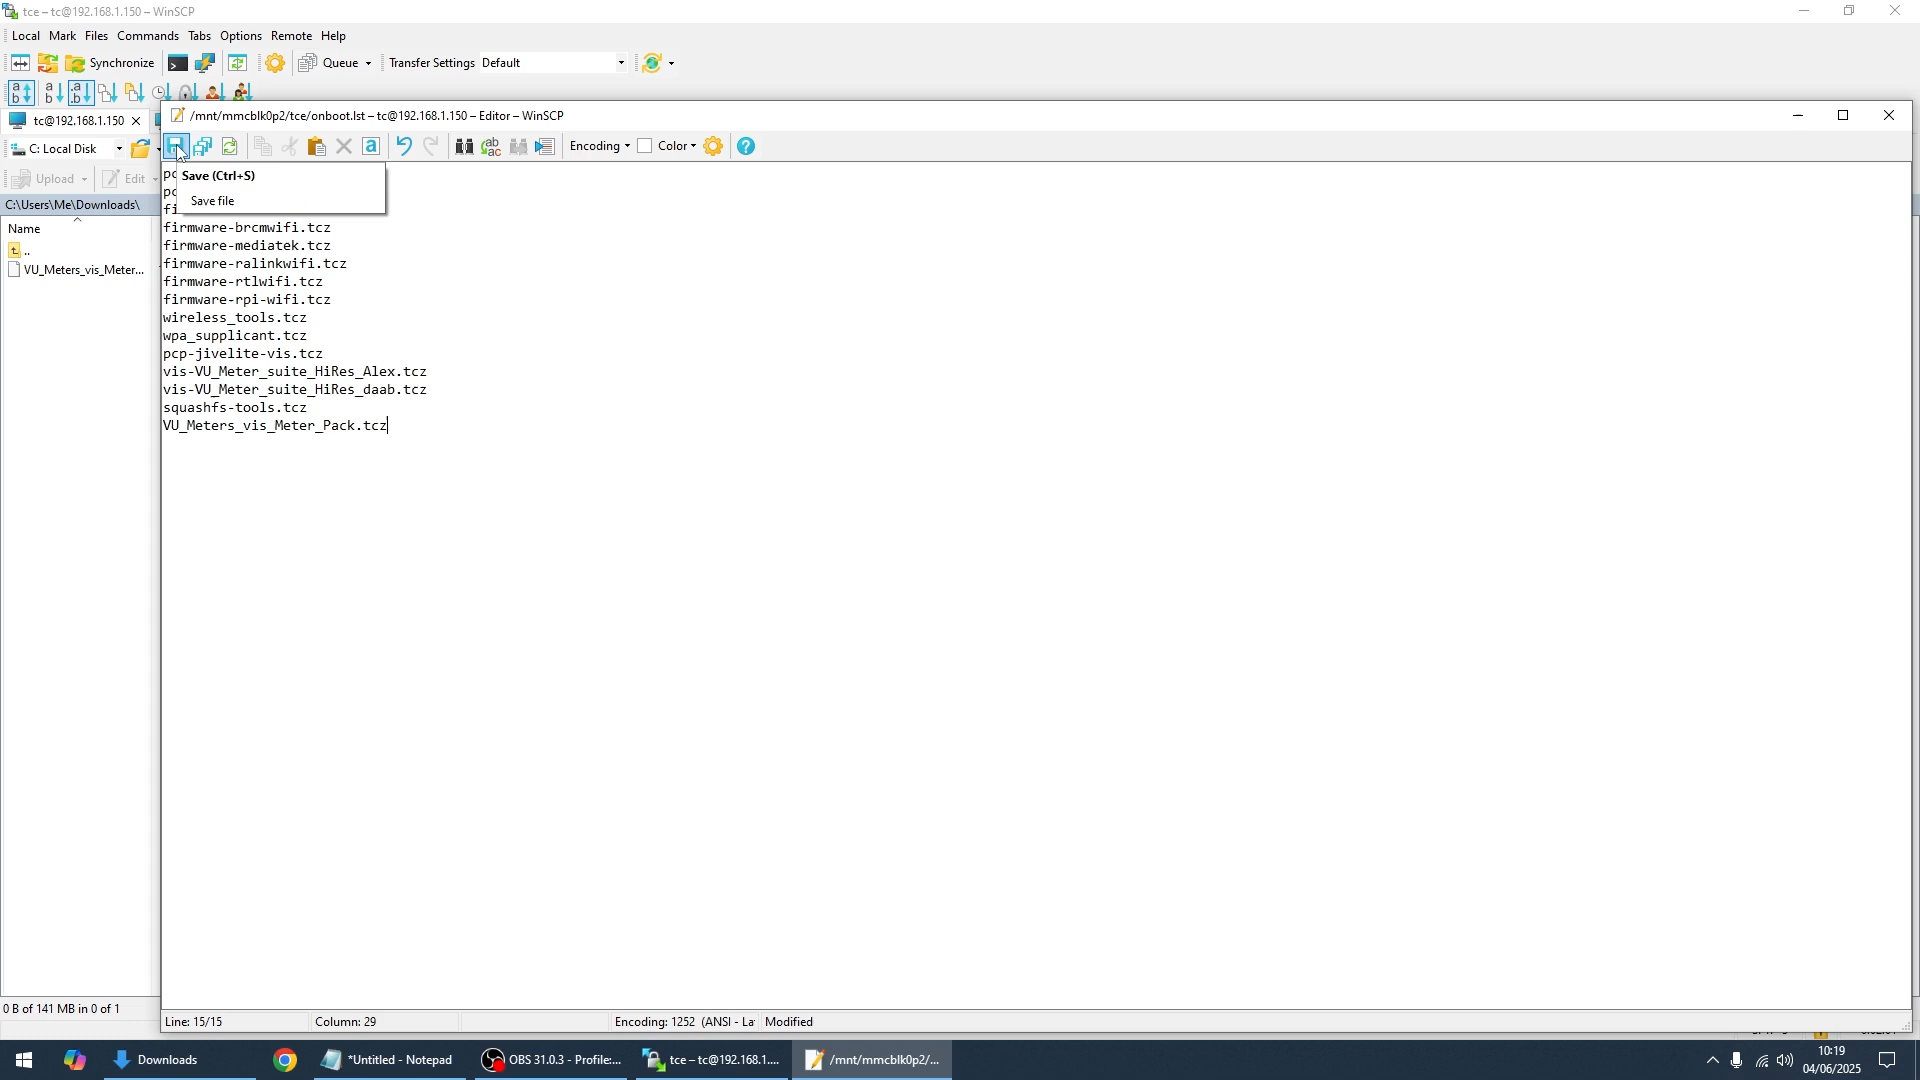 tce – tc@192.168.1.150 – WinSCP
Local Mark Files Commands Tabs Options Remote Help
Synchronize Queue Transfer Settings Default
tc@192.168.1.150
/mnt/mmcblk0p2/tce/onboot.lst – tc@192.168.1.150 – Editor – WinSCP
C: Local Disk
Encoding Color
Upload Edit
Save (Ctrl+S)
Save file
C:\Users\Me\Downloads\
Name
..
VU_Meters_vis_Meter...
firmware-brcmwifi.tcz
firmware-mediatek.tcz
firmware-ralinkwifi.tcz
firmware-rtlwifi.tcz
firmware-rpi-wifi.tcz
wireless_tools.tcz
wpa_supplicant.tcz
pcp-jivelite-vis.tcz
vis-VU_Meter_suite_HiRes_Alex.tcz
vis-VU_Meter_suite_HiRes_daab.tcz
squashfs-tools.tcz
VU_Meters_vis_Meter_Pack.tcz
0 B of 141 MB in 0 of 1
Line: 15/15 Column: 29 Encoding: 1252 (ANSI - La Modified
Downloads *Untitled - Notepad OBS 31.0.3 - Profile:... tce – tc@192.168.1.... /mnt/mmcblk0p2/...
10:19
04/06/2025